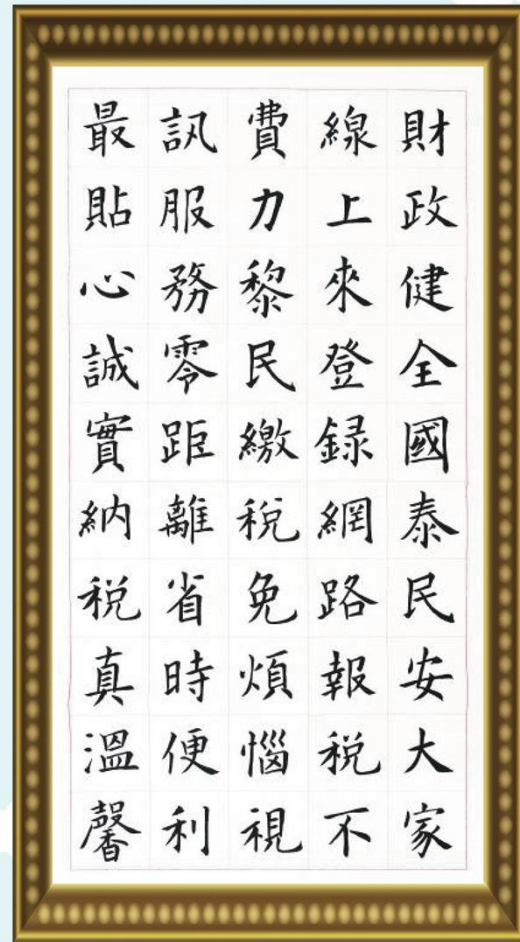 財政健全國泰民安大家
線上來登録網路報稅不
費力黎民繳稅免煩惱視
訊服務零距離省時便利
最貼心誠實納稅真溫馨